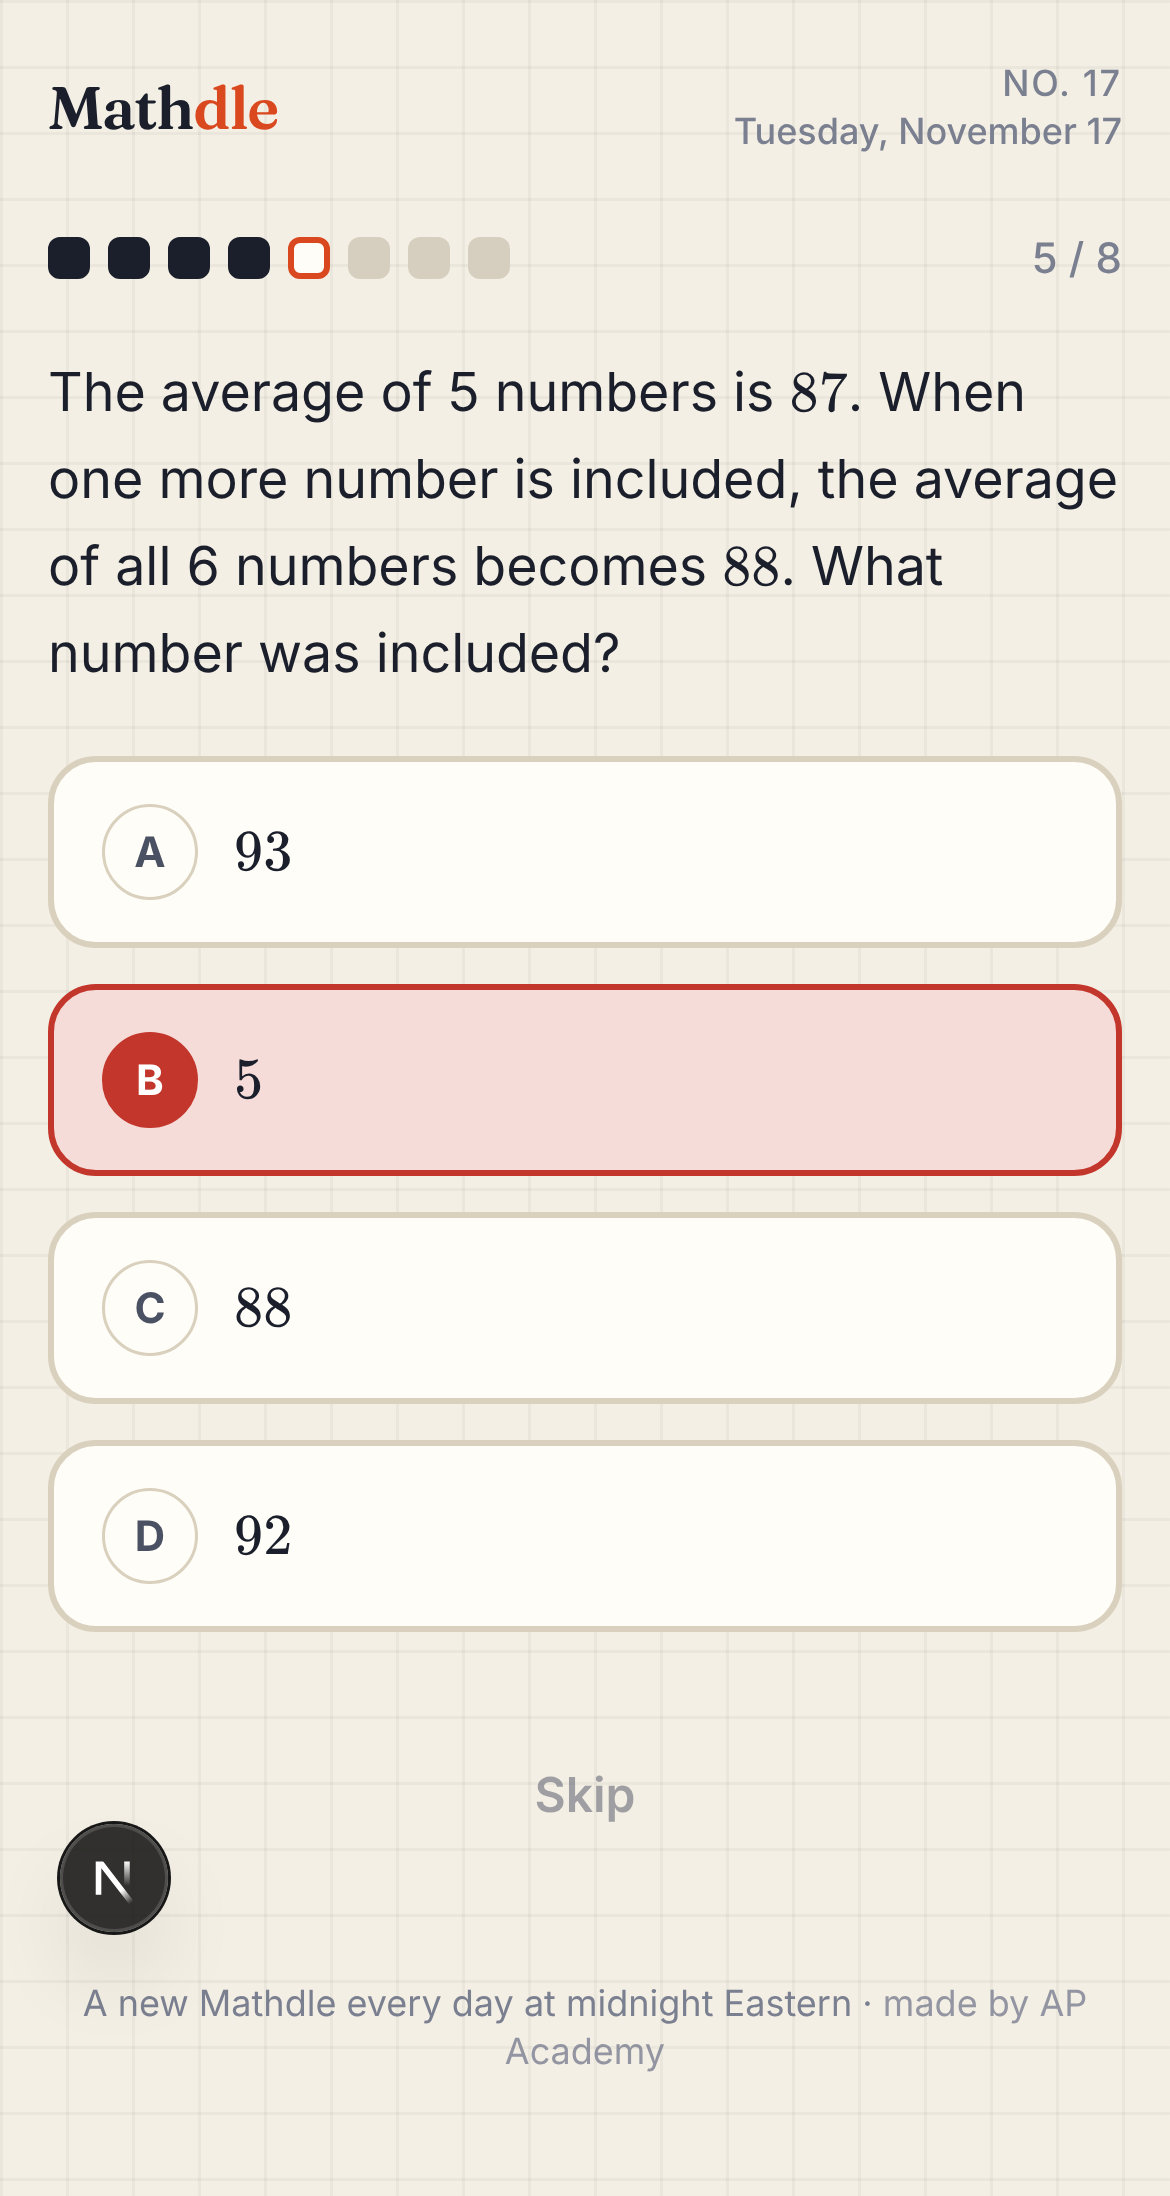 Mathdle
NO. 17
Tuesday, November 17
5 / 8
The average of 5 numbers is 87. When
one more number is included, the average
of all 6 numbers becomes 88. What
number was included?
A 93
B 5
C 88
D 92
Skip
N
A new Mathdle every day at midnight Eastern · made by AP
Academy